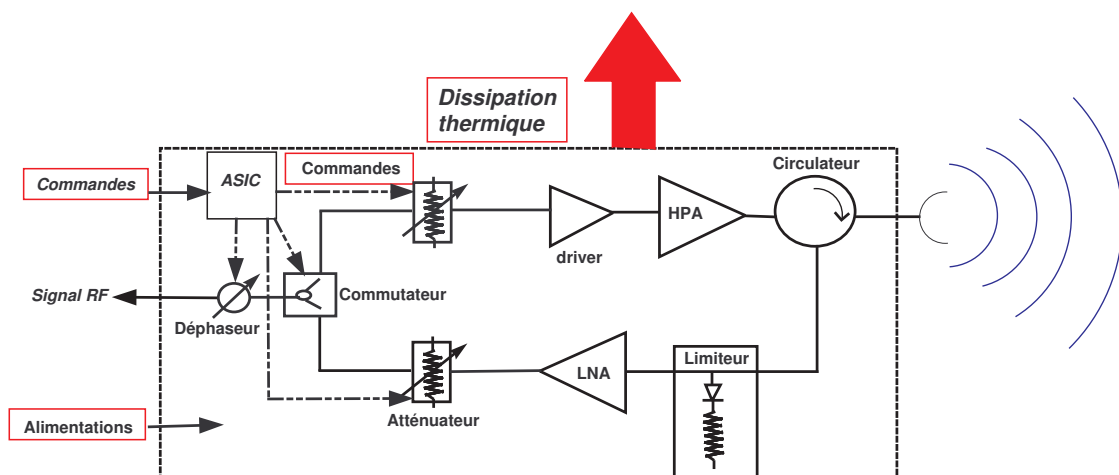 Dissipation
thermique
Circulateur
Commandes
ASIC
Commandes
HPA
driver
Signal RF
Commutateur
Déphaseur
Limiteur
LNA
Atténuateur
Alimentations